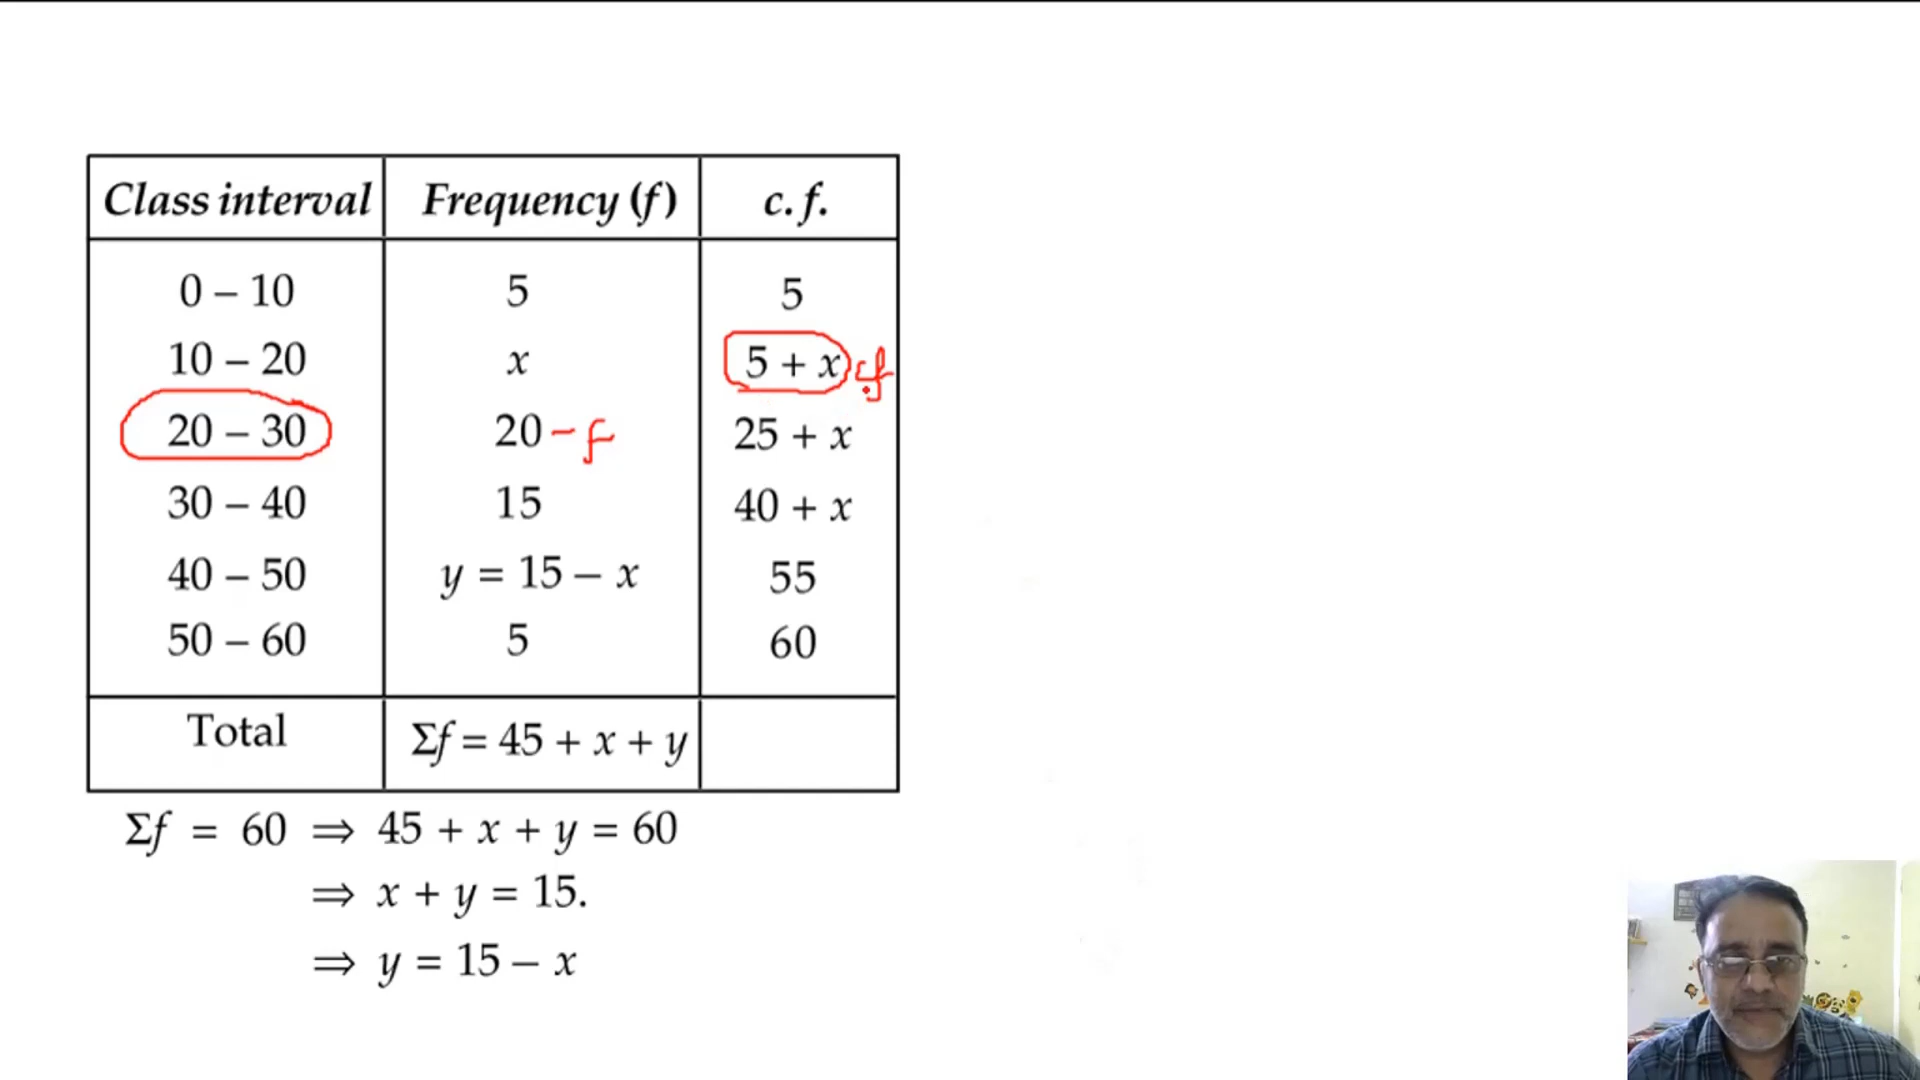 Class interval Frequency (f) c. f.
0 – 10 5 5
10 – 20 x 5 + x cf
20 – 30 20 – f 25 + x
30 – 40 15 40 + x
40 – 50 y = 15 – x 55
50 – 60 5 60
Total Σf = 45 + x + y
Σf = 60 ⇒ 45 + x + y = 60
⇒ x + y = 15.
⇒ y = 15 – x